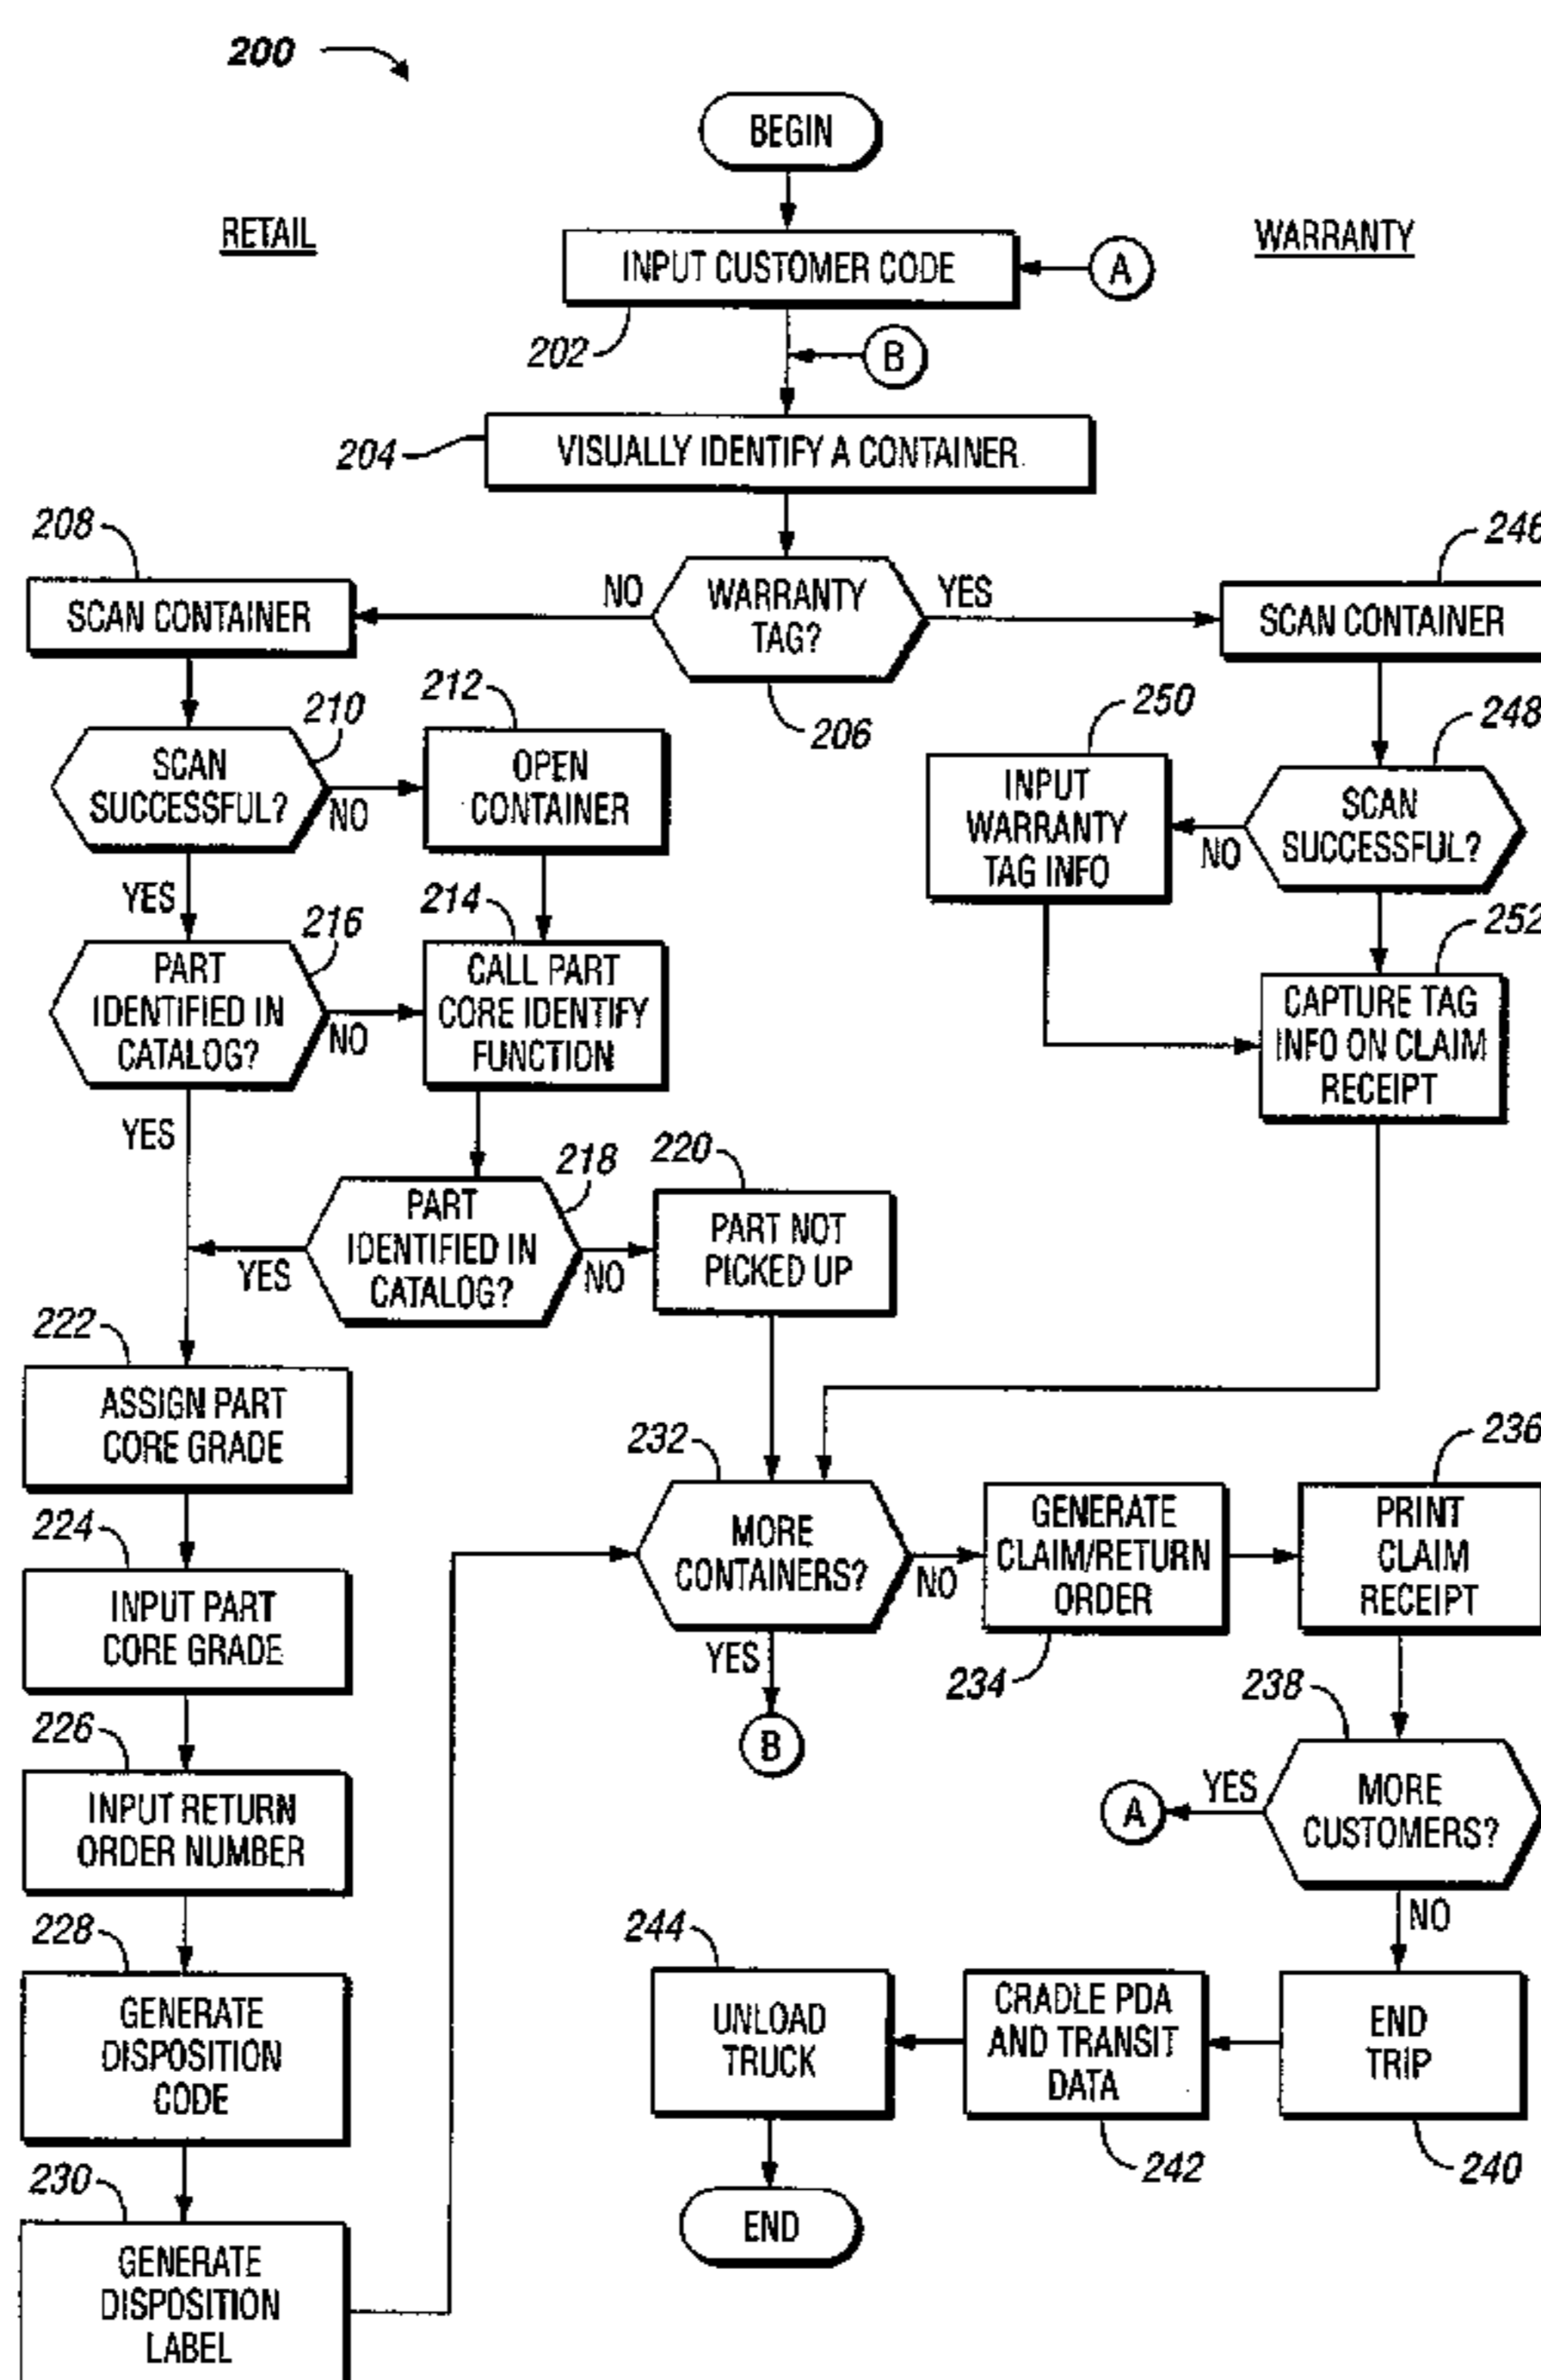 200
BEGIN
RETAIL
WARRANTY
INPUT CUSTOMER CODE
A
202
B
204
VISUALLY IDENTIFY A CONTAINER
208
246
SCAN CONTAINER
NO
WARRANTY
TAG?
YES
SCAN CONTAINER
206
210
212
250
248
SCAN
SUCCESSFUL?
NO
OPEN
CONTAINER
INPUT
WARRANTY
TAG INFO
NO
SCAN
SUCCESSFUL?
YES
216
214
252
PART
IDENTIFIED IN
CATALOG?
NO
CALL PART
CORE IDENTIFY
FUNCTION
CAPTURE TAG
INFO ON CLAIM
RECEIPT
YES
218
220
PART
IDENTIFIED IN
CATALOG?
YES
NO
PART NOT
PICKED UP
222
ASSIGN PART
CORE GRADE
232
236
MORE
CONTAINERS?
NO
GENERATE
CLAIM/RETURN
ORDER
PRINT
CLAIM
RECEIPT
224
INPUT PART
CORE GRADE
YES
234
238
B
226
INPUT RETURN
ORDER NUMBER
A
YES
MORE
CUSTOMERS?
NO
228
244
GENERATE
DISPOSITION
CODE
UNLOAD
TRUCK
CRADLE PDA
AND TRANSIT
DATA
END
TRIP
242
240
230
GENERATE
DISPOSITION
LABEL
END